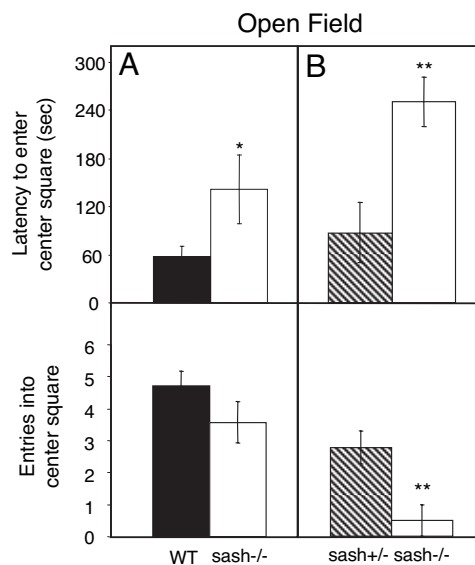 Open Field
A
B
Latency to enter
center square (sec)
300
240
180
120
60
0
*
**
Entries into
center square
6
5
4
3
2
1
0
**
WT sash-/- sash+/- sash-/-